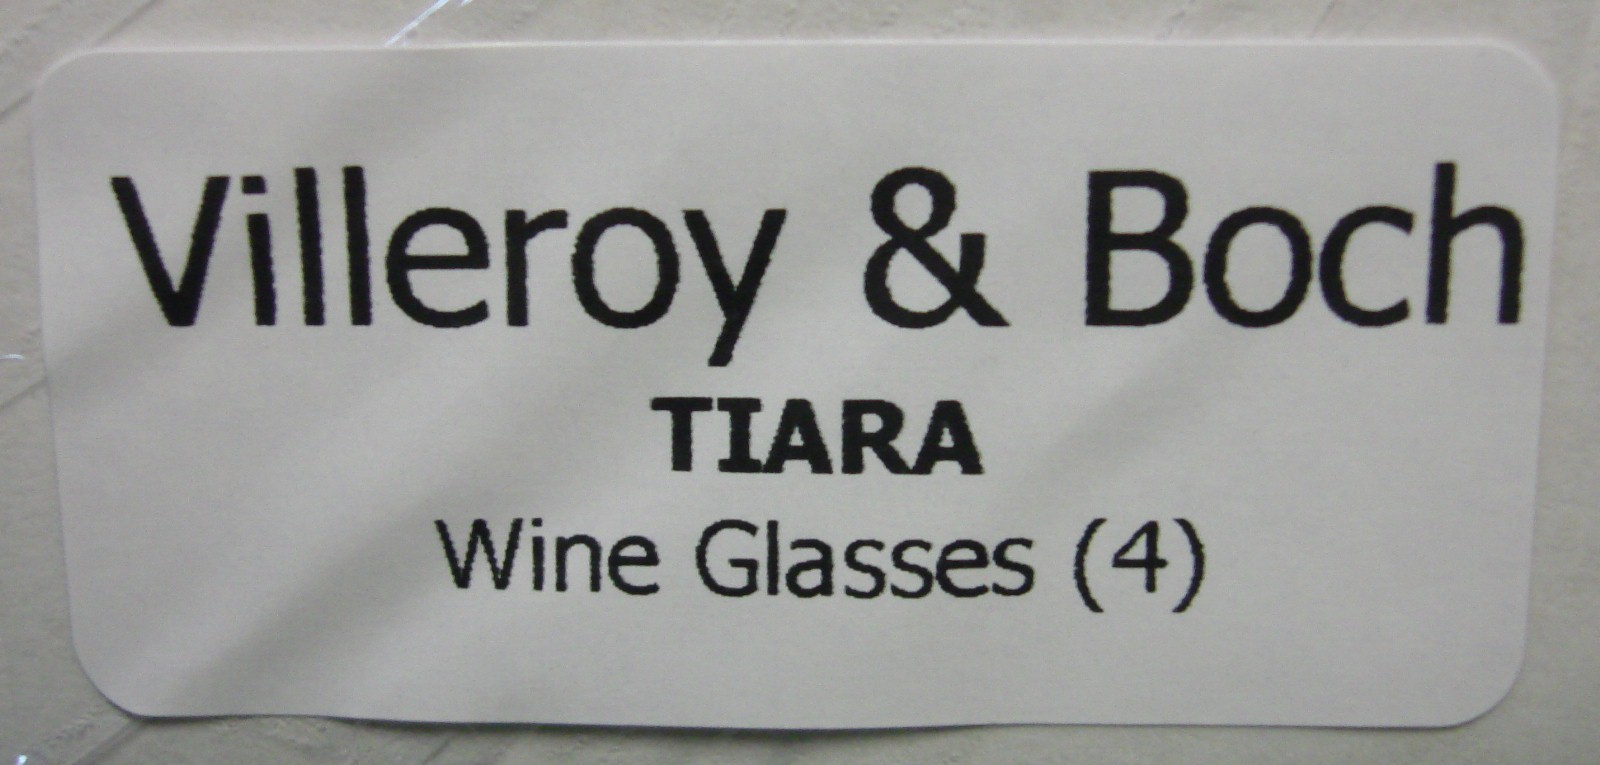 Villeroy & Boch
TIARA
Wine Glasses (4)